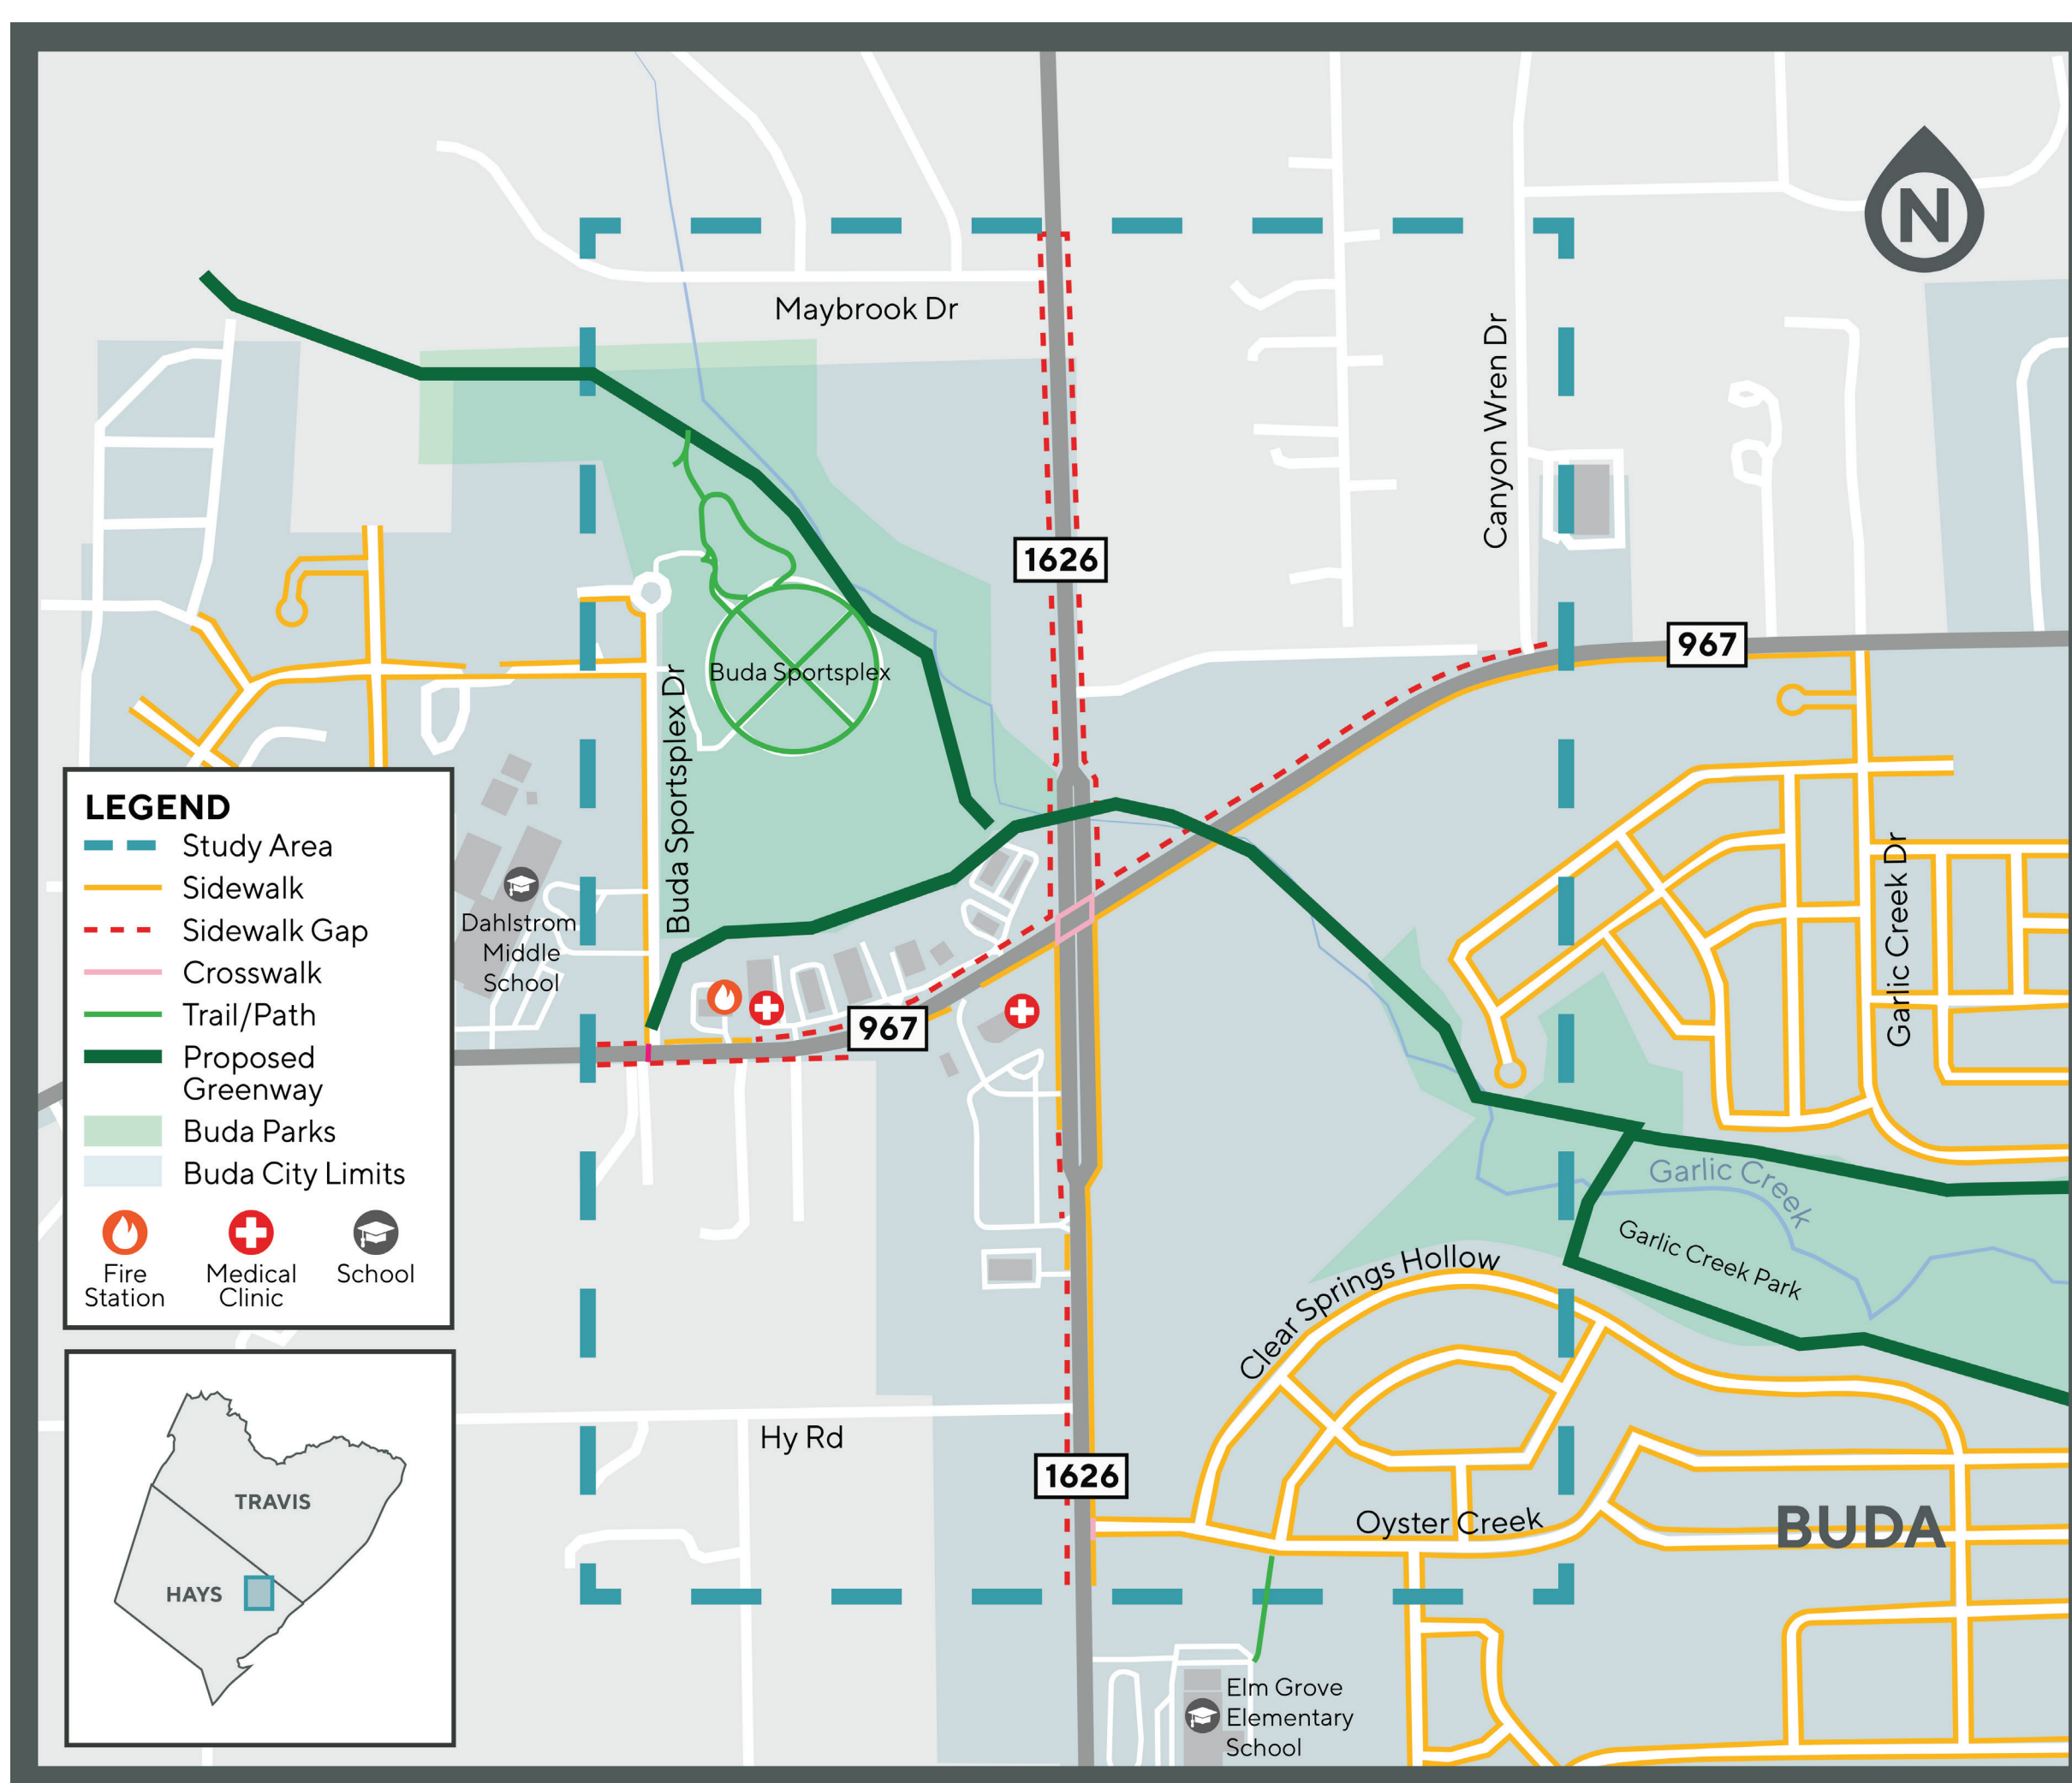 N
Maybrook Dr
Canyon Wren Dr
1626
967
Buda Sportsplex
Buda Sportsplex Dr
Garlic Creek Dr
Dahlstrom
Middle
School
967
LEGEND
Study Area
Sidewalk
Sidewalk Gap
Crosswalk
Trail/Path
Proposed
Greenway
Buda Parks
Buda City Limits
Fire
Station
Medical
Clinic
School
Garlic Creek
Garlic Creek Park
Clear Springs Hollow
Hy Rd
1626
Oyster Creek
BUDA
TRAVIS
HAYS
Elm Grove
Elementary
School